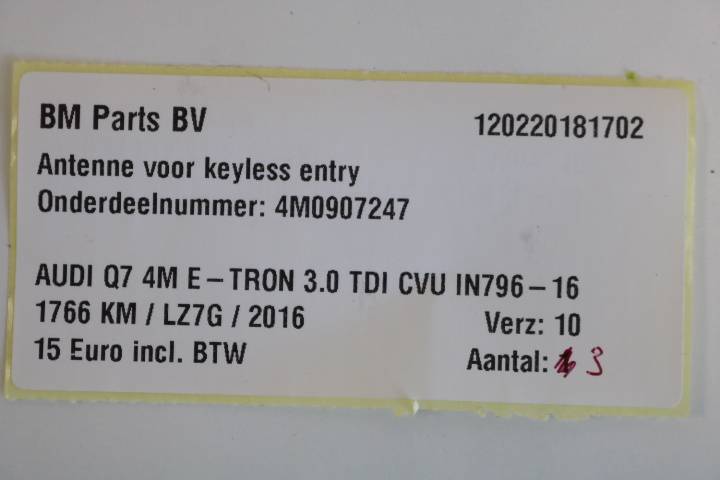 BM Parts BV 120220181702
Antenne voor keyless entry
Onderdeelnummer: 4M0907247
AUDI Q7 4M E-TRON 3.0 TDI CVU IN796-16
1766 KM / LZ7G / 2016 Verz: 10
15 Euro incl. BTW Aantal: 3